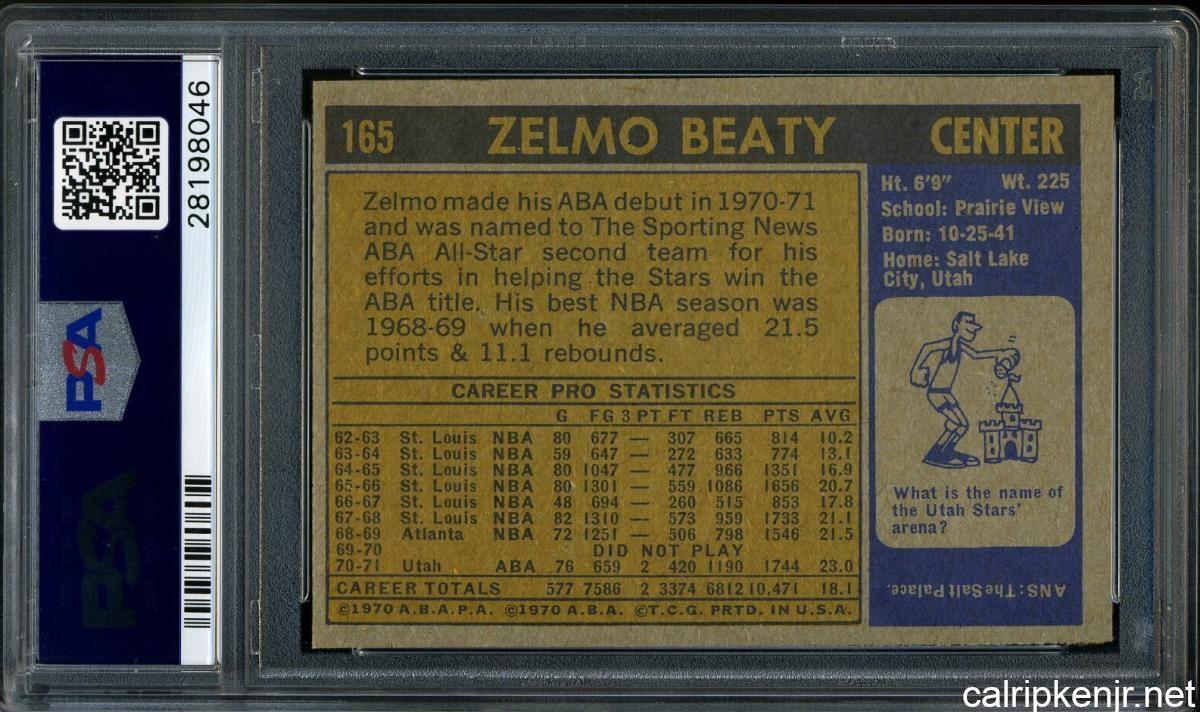 28198046
PSA
165 ZELMO BEATY CENTER
Zelmo made his ABA debut in 1970-71
and was named to The Sporting News
ABA All-Star second team for his
efforts in helping the Stars win the
ABA title. His best NBA season was
1968-69 when he averaged 21.5
points & 11.1 rebounds.
CAREER PRO STATISTICS
G FG 3 PT FT REB PTS AVG
62-63 St. Louis NBA 80 677 — 307 665 814 10.2
63-64 St. Louis NBA 59 647 — 272 633 774 13.1
64-65 St. Louis NBA 80 1047 — 477 966 1351 16.9
65-66 St. Louis NBA 80 1301 — 559 1086 1656 20.7
66-67 St. Louis NBA 48 694 — 260 515 853 17.8
67-68 St. Louis NBA 82 1310 — 573 959 1733 21.1
68-69 Atlanta NBA 72 1251 — 506 798 1546 21.5
69-70 DID NOT PLAY
70-71 Utah ABA 76 659 2 420 1190 1744 23.0
CAREER TOTALS 577 7586 2 3374 6812 10,471 18.1
©1970 A.B.A.P.A. ©1970 A.B.A. ©T.C.G. PRTD. IN U.S.A.
Ht. 6'9" Wt. 225
School: Prairie View
Born: 10-25-41
Home: Salt Lake
City, Utah
What is the name of
the Utah Stars'
arena?
ANS: The Salt Palace.
PSA
calripkenjr.net